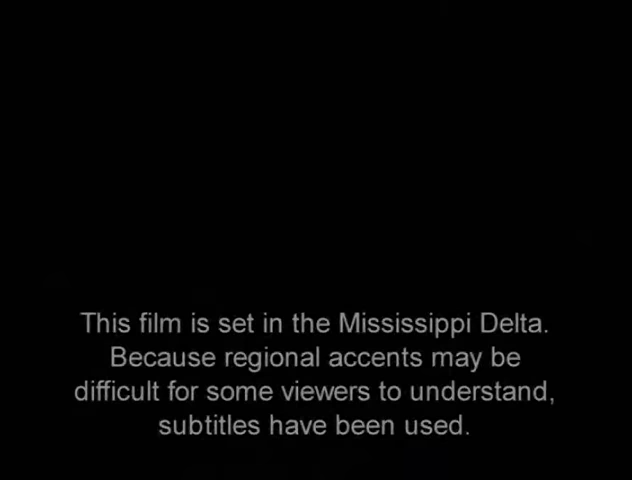 This film is set in the Mississippi Delta.
Because regional accents may be
difficult for some viewers to understand,
subtitles have been used.